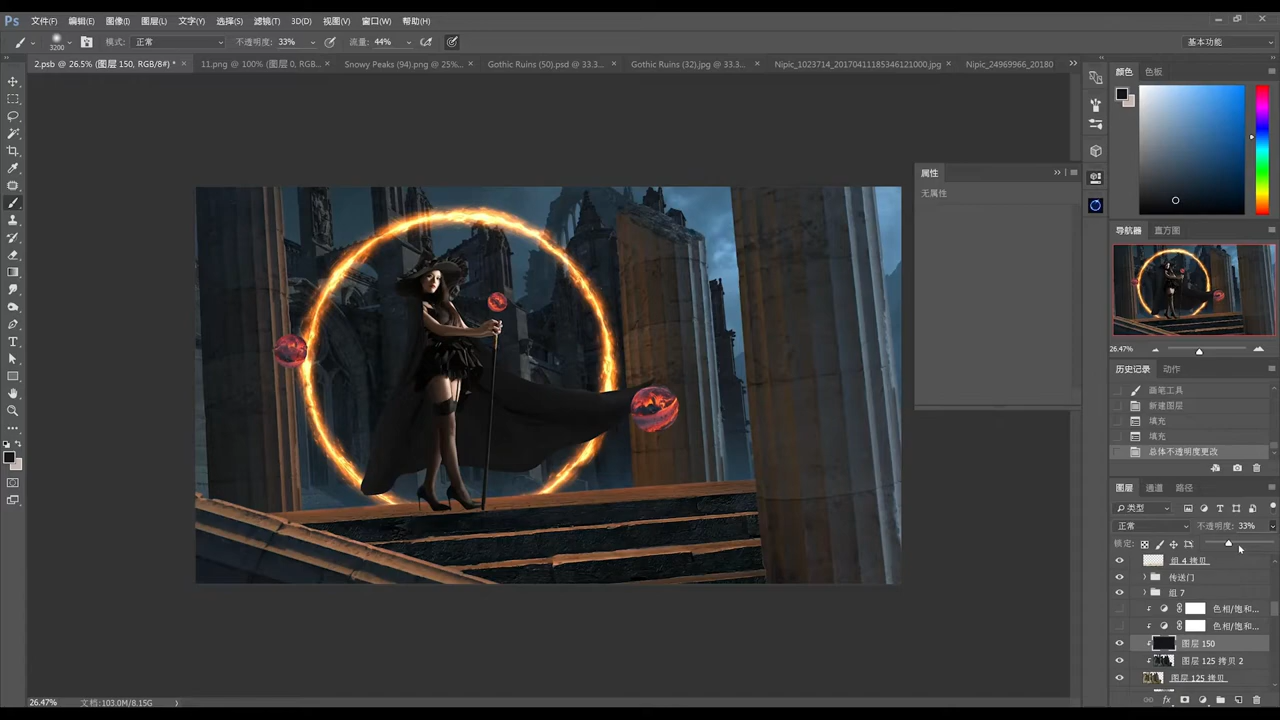 Ps 文件(F) 编辑(E) 图像(I) 图层(L) 文字(Y) 选择(S) 滤镜(T) 3D(D) 视图(V) 窗口(W) 帮助(H)
3200 模式: 正常 不透明度: 33% 流量: 44% 基本功能
2.psb @ 26.5% (图层 150, RGB/8#) * × 11.png @ 100% (图层 0, RGB... × Snowy Peaks (94).png @ 25%... × Gothic Ruins (50).psd @ 33.3... × Gothic Ruins (32).jpg @ 33.3... × Nipic_1023714_20170411185346121000.jpg × Nipic_24969966_20180
颜色 色板
属性
无属性
导航器 直方图
26.47%
历史记录 动作
画笔工具
新建图层
填充
填充
总体不透明度更改
图层 通道 路径
类型
正常 不透明度: 33%
锁定:
组 4 拷贝
传送门
组 7
色相/饱和...
色相/饱和...
图层 150
图层 125 拷贝 2
图层 125 拷贝
fx
26.47% 文档:103.0M/8.15G